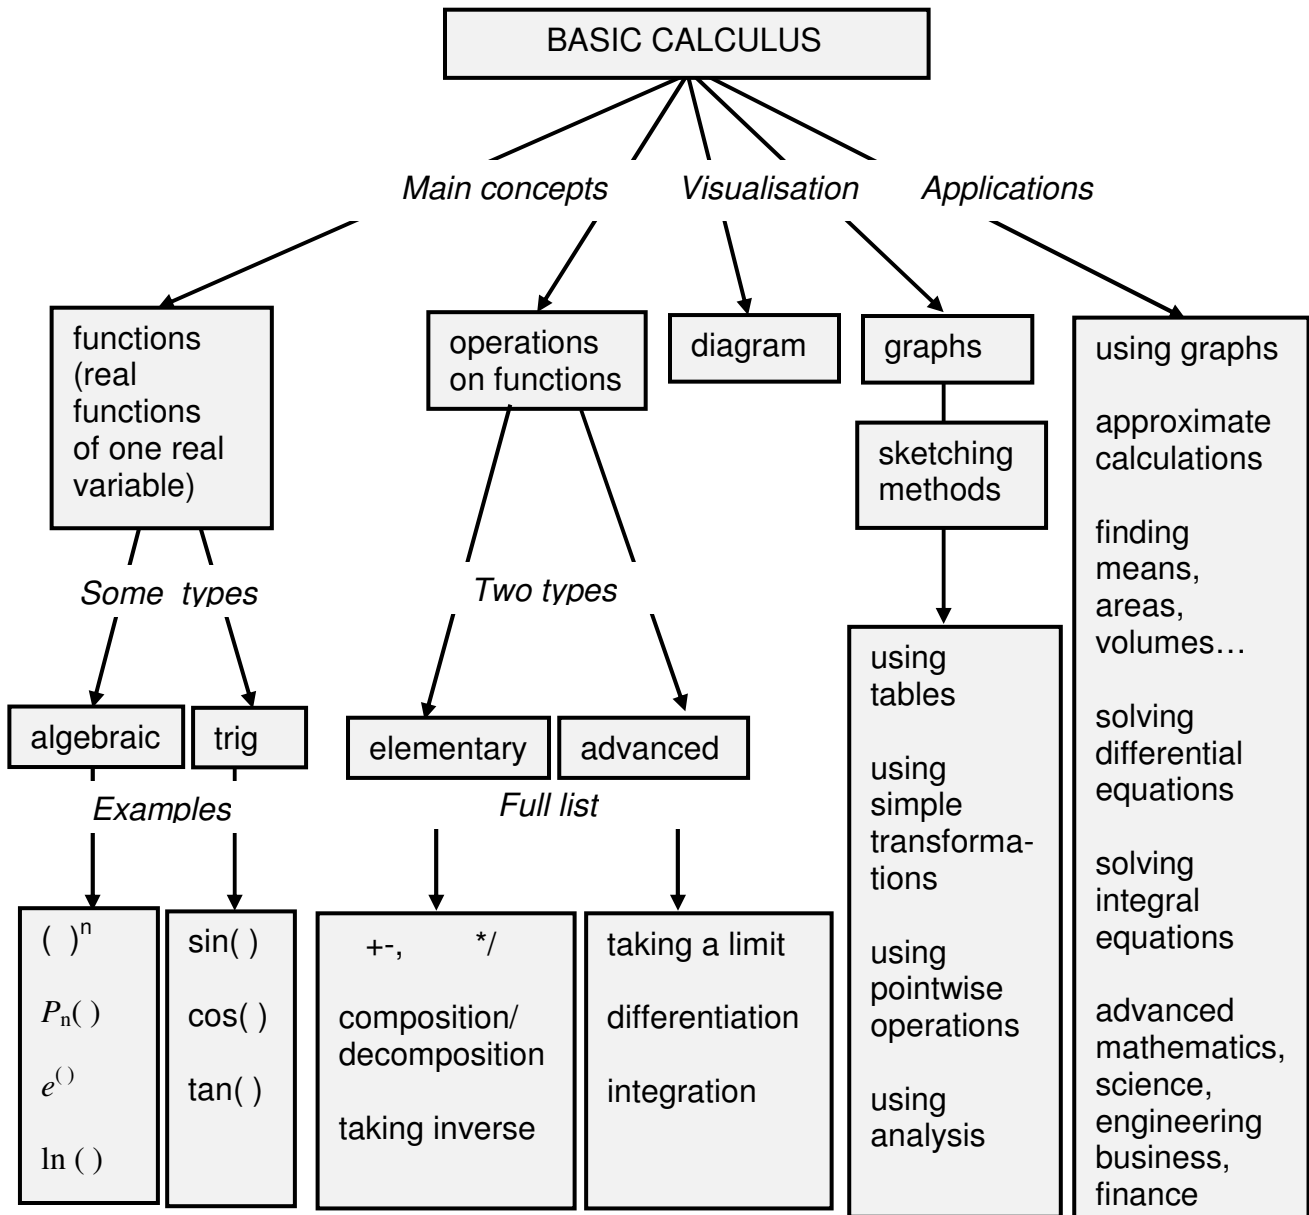 BASIC CALCULUS
Main concepts
Visualisation
Applications
functions
(real
functions
of one real
variable)
operations
on functions
diagram
graphs
sketching
methods
using graphs
approximate
calculations
finding
means,
areas,
volumes…
solving
differential
equations
solving
integral
equations
advanced
mathematics,
science,
engineering
business,
finance
Some types
Two types
algebraic
trig
elementary
advanced
Examples
Full list
( )ⁿ
Pₙ( )
e⁽ ⁾
ln ( )
sin( )
cos( )
tan( )
+-, */
composition/
decomposition
taking inverse
taking a limit
differentiation
integration
using
tables
using
simple
transforma-
tions
using
pointwise
operations
using
analysis